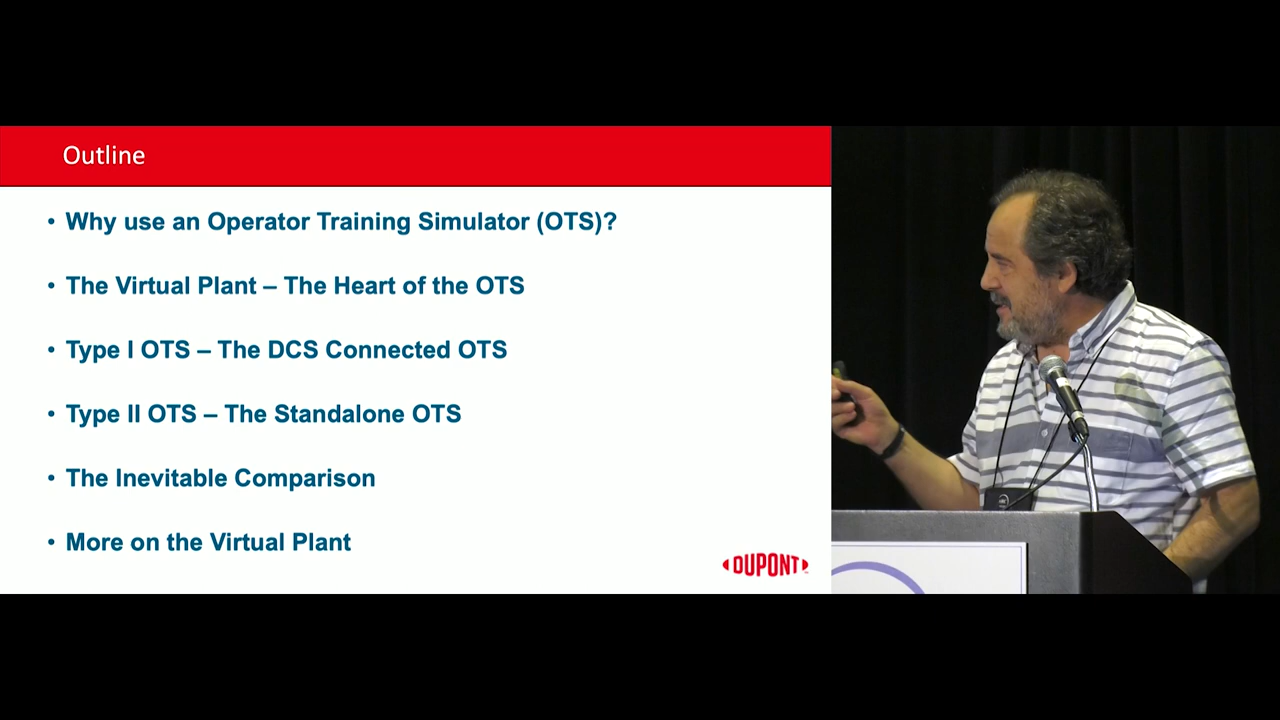 Outline
• Why use an Operator Training Simulator (OTS)?
• The Virtual Plant – The Heart of the OTS
• Type I OTS – The DCS Connected OTS
• Type II OTS – The Standalone OTS
• The Inevitable Comparison
• More on the Virtual Plant
DUPONT